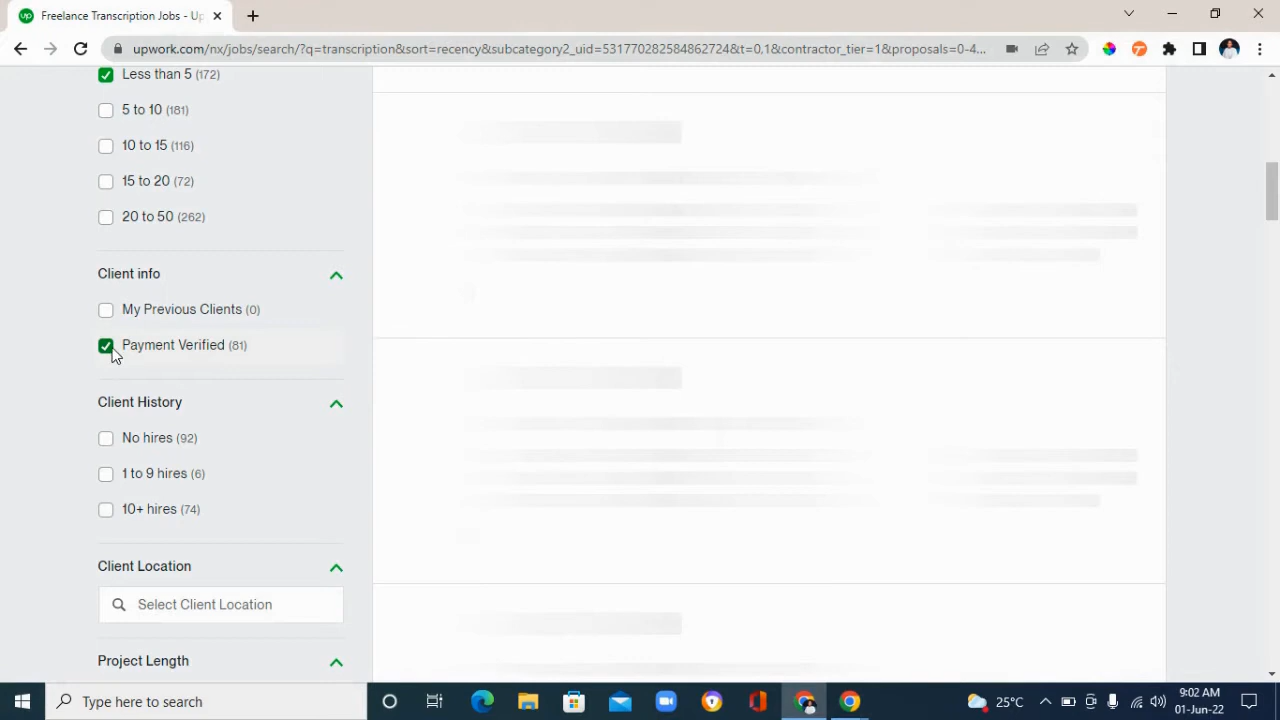 Freelance Transcription Jobs - Up
upwork.com/nx/jobs/search/?q=transcription&sort=recency&subcategory2_uid=531770282584862724&t=0,1&contractor_tier=1&proposals=0-4...
Less than 5 (172)
5 to 10 (181)
10 to 15 (116)
15 to 20 (72)
20 to 50 (262)
Client info
My Previous Clients (0)
Payment Verified (81)
Client History
No hires (92)
1 to 9 hires (6)
10+ hires (74)
Client Location
Select Client Location
Project Length
Type here to search
25°C
9:02 AM
01-Jun-22